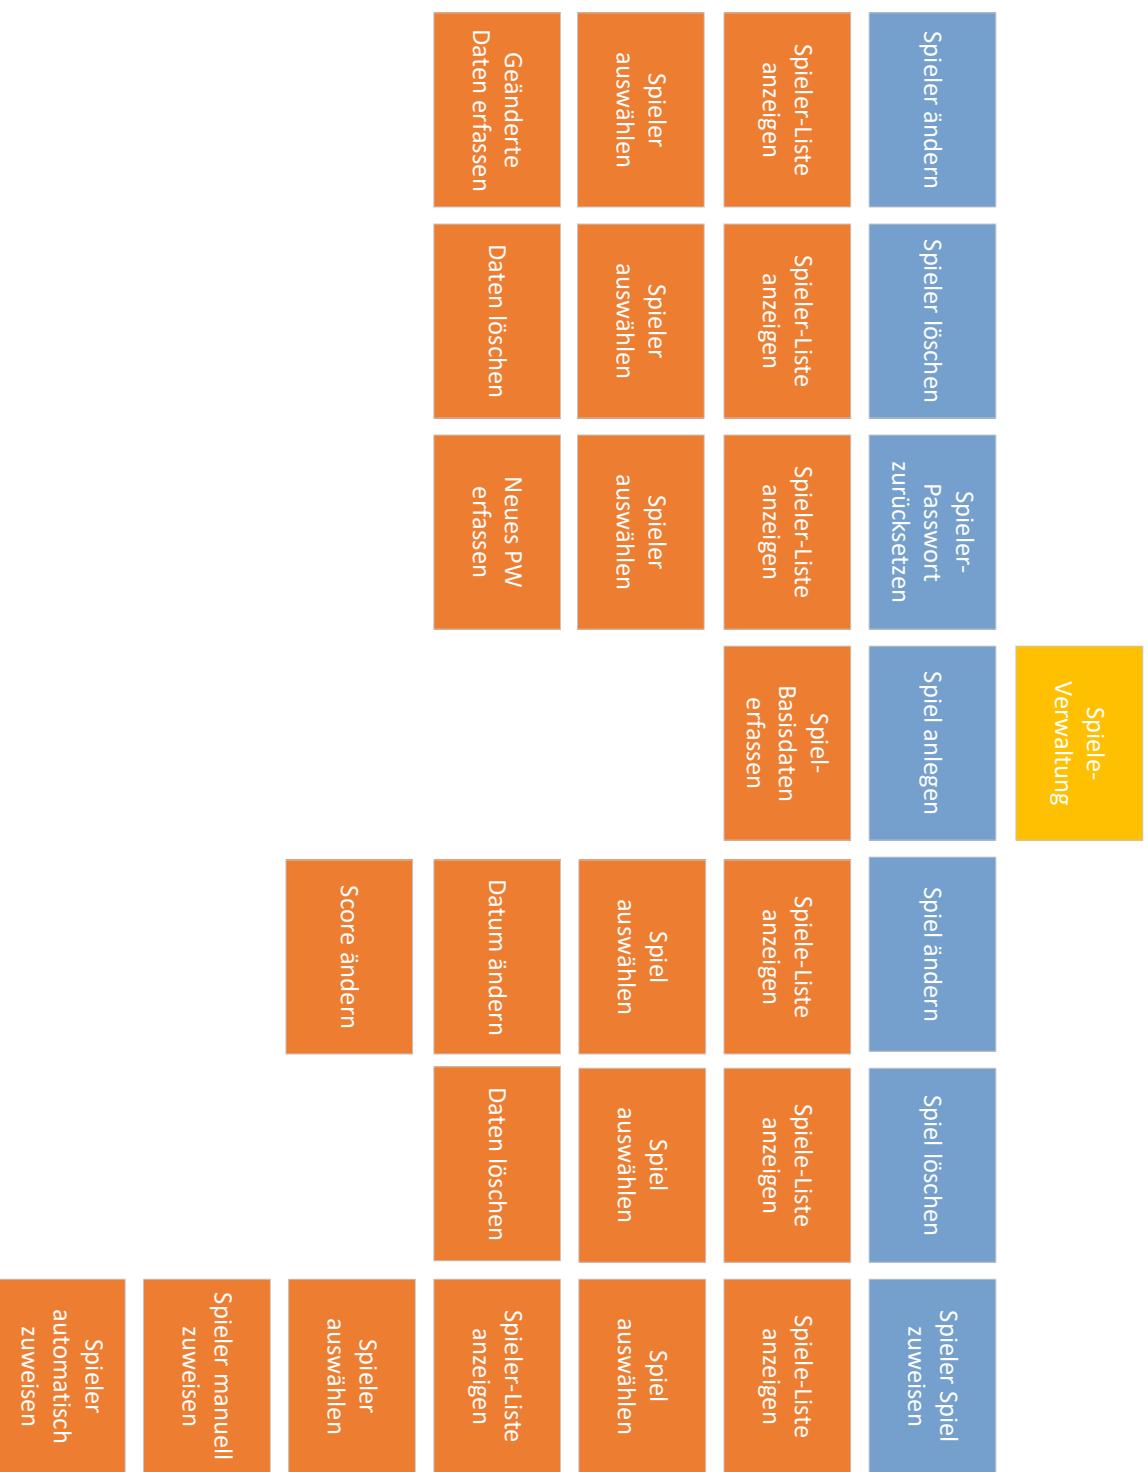 Spiele-
Verwaltung
Spieler ändern
Spieler löschen
Spieler-
Passwort
zurücksetzen
Spiel anlegen
Spiel ändern
Spiel löschen
Spieler Spiel
zuweisen
Spieler-Liste
anzeigen
Spieler-Liste
anzeigen
Spieler-Liste
anzeigen
Spiel-
Basisdaten
erfassen
Spiele-Liste
anzeigen
Spiele-Liste
anzeigen
Spiele-Liste
anzeigen
Spieler
auswählen
Spieler
auswählen
Spieler
auswählen
Spiel
auswählen
Spiel
auswählen
Spiel
auswählen
Geänderte
Daten erfassen
Daten löschen
Neues PW
erfassen
Datum ändern
Daten löschen
Spieler-Liste
anzeigen
Score ändern
Spieler
auswählen
Spieler manuell
zuweisen
Spieler
automatisch
zuweisen